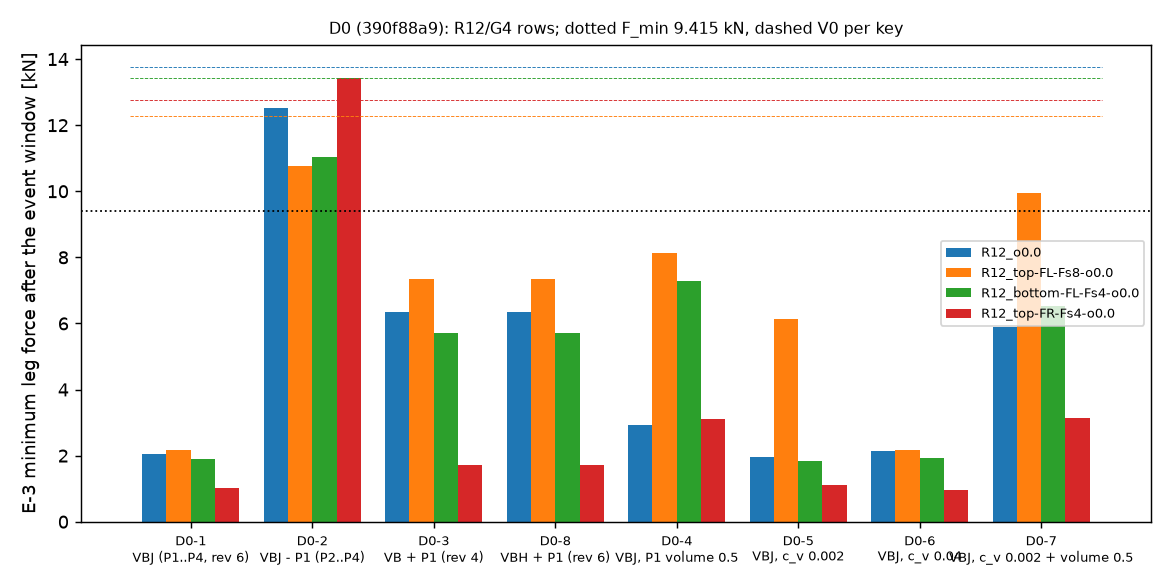 D0 (390f88a9): R12/G4 rows; dotted F_min 9.415 kN, dashed V0 per key
E-3 minimum leg force after the event window [kN]
14
12
10
8
6
4
2
0
R12_o0.0
R12_top-FL-Fs8-o0.0
R12_bottom-FL-Fs4-o0.0
R12_top-FR-Fs4-o0.0
D0-1
VBJ (P1..P4, rev 6)
D0-2
VBJ - P1 (P2..P4)
D0-3
VB + P1 (rev 4)
D0-8
VBH + P1 (rev 6)
D0-4
VBJ, P1 volume 0.5
D0-5
VBJ, c_v 0.002
D0-6
VBJ, c_v 0.04
D0-7
VBJ, c_v 0.002 + volume 0.5